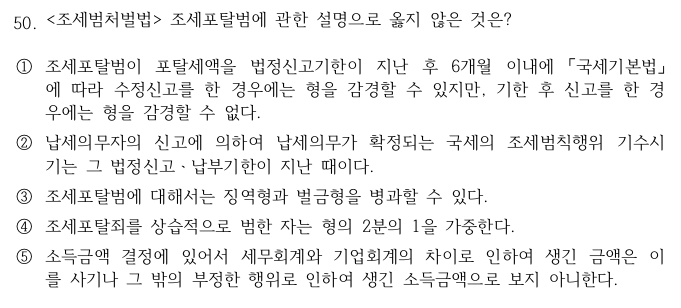 50. <조세범처벌법> 조세포탈범에 관한 설명으로 옳지 않은 것은?
① 조세포탈범이 포탈세액을 법정신고기한이 지난 후 6개월 이내에 「국세기본법」
에 따라 수정신고를 한 경우에는 형을 감경할 수 있지만, 기한 후 신고를 한 경
우에는 형을 감경할 수 없다.
② 납세의무자의 신고에 의하여 납세의무가 확정되는 국세의 조세범칙행위 기수시
기는 그 법정신고ㆍ납부기한이 지난 때이다.
③ 조세포탈범에 대해서는 징역형과 벌금형을 병과할 수 있다.
④ 조세포탈죄를 상습적으로 범한 자는 형의 2분의 1을 가중한다.
⑤ 소득금액 결정에 있어서 세무회계와 기업회계의 차이로 인하여 생긴 금액은 이
를 사기나 그 밖의 부정한 행위로 인하여 생긴 소득금액으로 보지 아니한다.